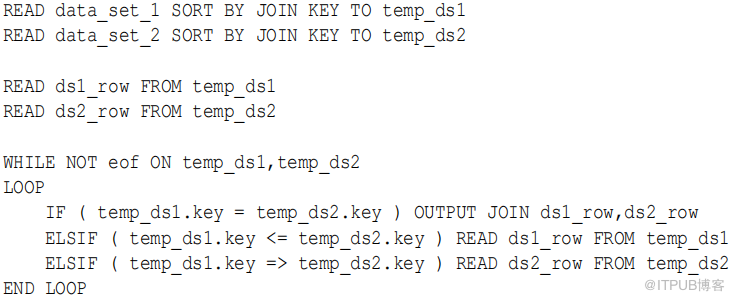 READ data_set_1 SORT BY JOIN KEY TO temp_ds1
READ data_set_2 SORT BY JOIN KEY TO temp_ds2
READ ds1_row FROM temp_ds1
READ ds2_row FROM temp_ds2
WHILE NOT eof ON temp_ds1,temp_ds2
LOOP
IF ( temp_ds1.key = temp_ds2.key ) OUTPUT JOIN ds1_row,ds2_row
ELSIF ( temp_ds1.key <= temp_ds2.key ) READ ds1_row FROM temp_ds1
ELSIF ( temp_ds1.key => temp_ds2.key ) READ ds2_row FROM temp_ds2
END LOOP
@ITPUB博客